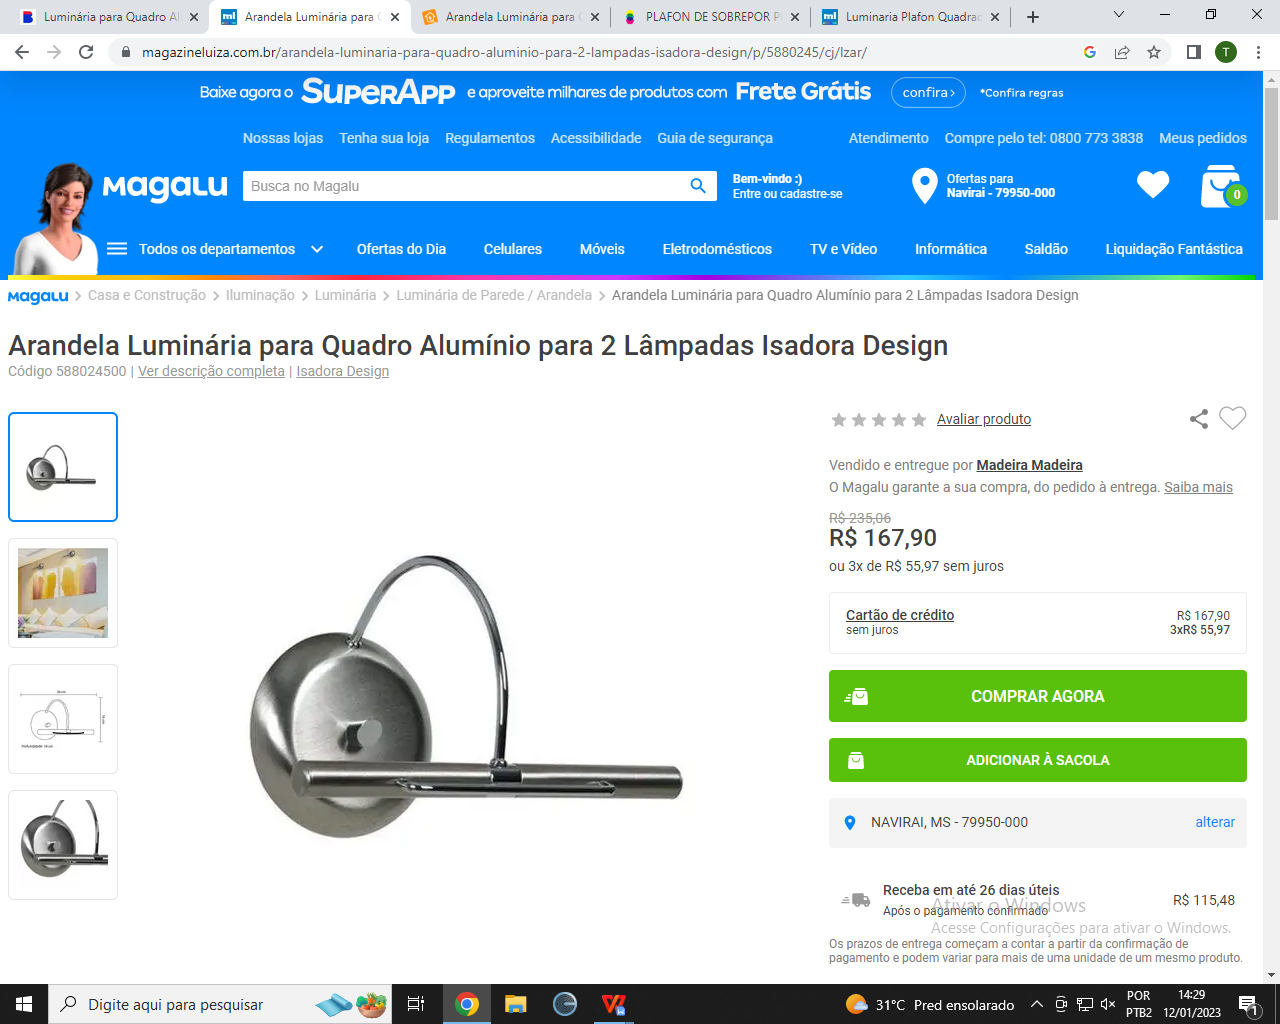 Luminária para Quadro Al
Arandela Luminária para Q
Arandela Luminária para Q
PLAFON DE SOBREPOR P
Luminaria Plafon Quadrad
magazineluiza.com.br/arandela-luminaria-para-quadro-aluminio-para-2-lampadas-isadora-design/p/5880245/cj/lzar/
T
Baixe agora o SuperApp e aproveite milhares de produtos com Frete Grátis confira › *Confira regras
Nossas lojas Tenha sua loja Regulamentos Acessibilidade Guia de segurança Atendimento Compre pelo tel: 0800 773 3838 Meus pedidos
Magalu
Busca no Magalu
Bem-vindo :)
Entre ou cadastre-se
Ofertas para
Navirai - 79950-000
0
Todos os departamentos Ofertas do Dia Celulares Móveis Eletrodomésticos TV e Vídeo Informática Saldão Liquidação Fantástica
Magalu > Casa e Construção > Iluminação > Luminária > Luminária de Parede / Arandela > Arandela Luminária para Quadro Alumínio para 2 Lâmpadas Isadora Design
Arandela Luminária para Quadro Alumínio para 2 Lâmpadas Isadora Design
Código 588024500 | Ver descrição completa | Isadora Design
Avaliar produto
Vendido e entregue por Madeira Madeira
O Magalu garante a sua compra, do pedido à entrega. Saiba mais
R$ 235,06
R$ 167,90
ou 3x de R$ 55,97 sem juros
Cartão de crédito R$ 167,90
sem juros 3xR$ 55,97
COMPRAR AGORA
ADICIONAR À SACOLA
NAVIRAI, MS - 79950-000 alterar
Receba em até 26 dias úteis R$ 115,48
Após o pagamento confirmado
Ativar o Windows
Acesse Configurações para ativar o Windows.
Os prazos de entrega começam a contar a partir da confirmação de
pagamento e podem variar para mais de uma unidade de um mesmo produto.
Digite aqui para pesquisar
31°C Pred ensolarado
POR
PTB2
14:29
12/01/2023
1